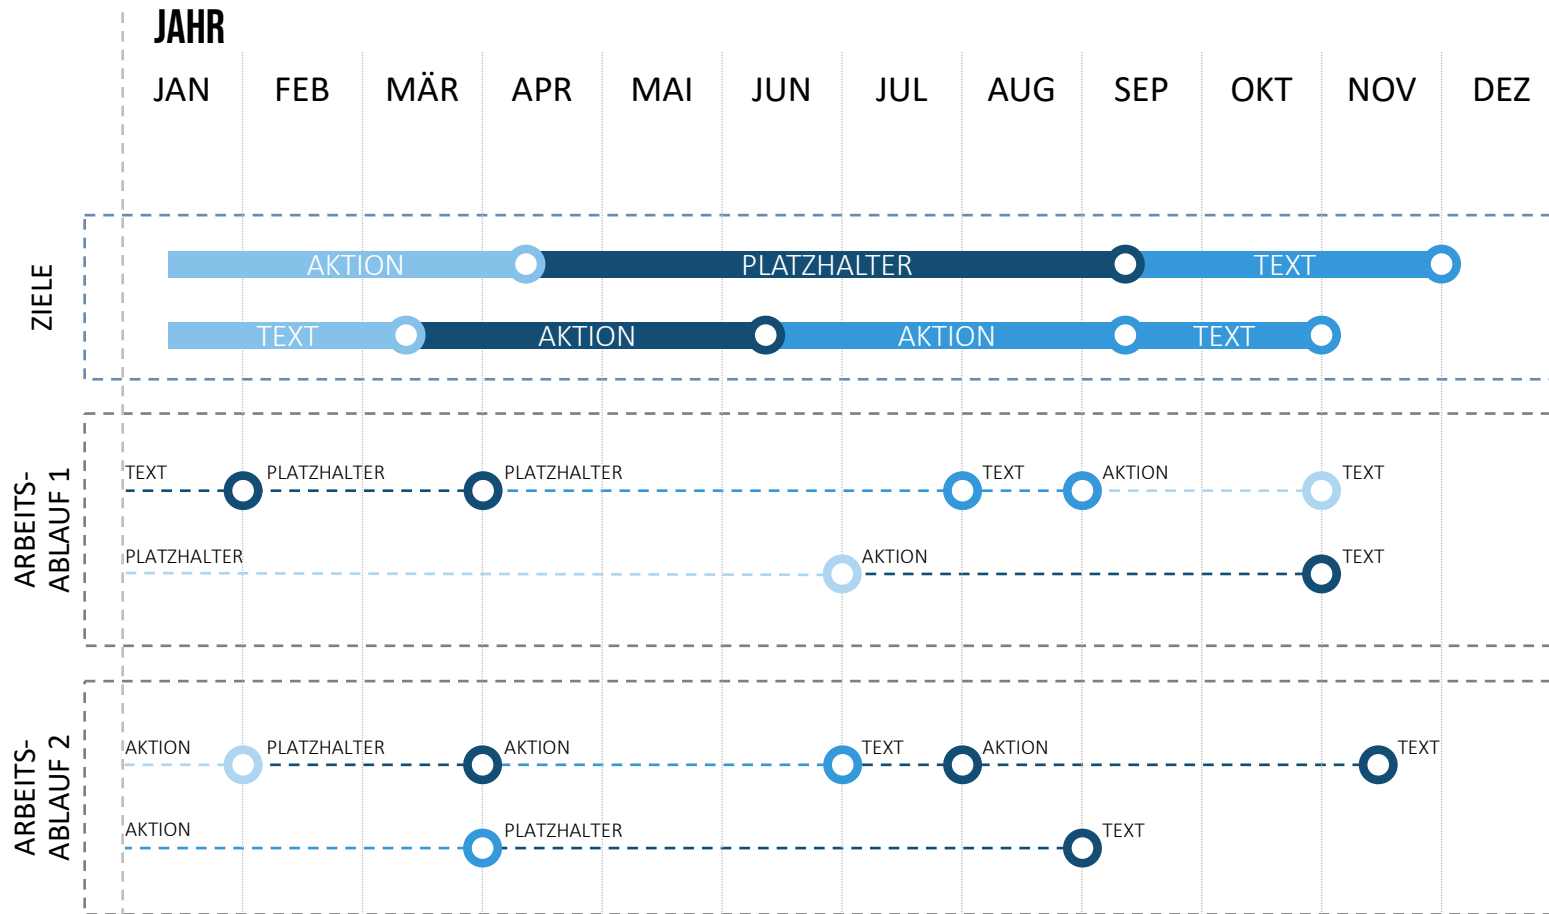 JAHR
JAN FEB MÄR APR MAI JUN JUL AUG SEP OKT NOV DEZ
ZIELE
AKTION PLATZHALTER TEXT
TEXT AKTION AKTION TEXT
ARBEITS-
ABLAUF 1
TEXT PLATZHALTER PLATZHALTER TEXT AKTION TEXT
PLATZHALTER AKTION TEXT
ARBEITS-
ABLAUF 2
AKTION PLATZHALTER AKTION TEXT AKTION TEXT
AKTION PLATZHALTER TEXT